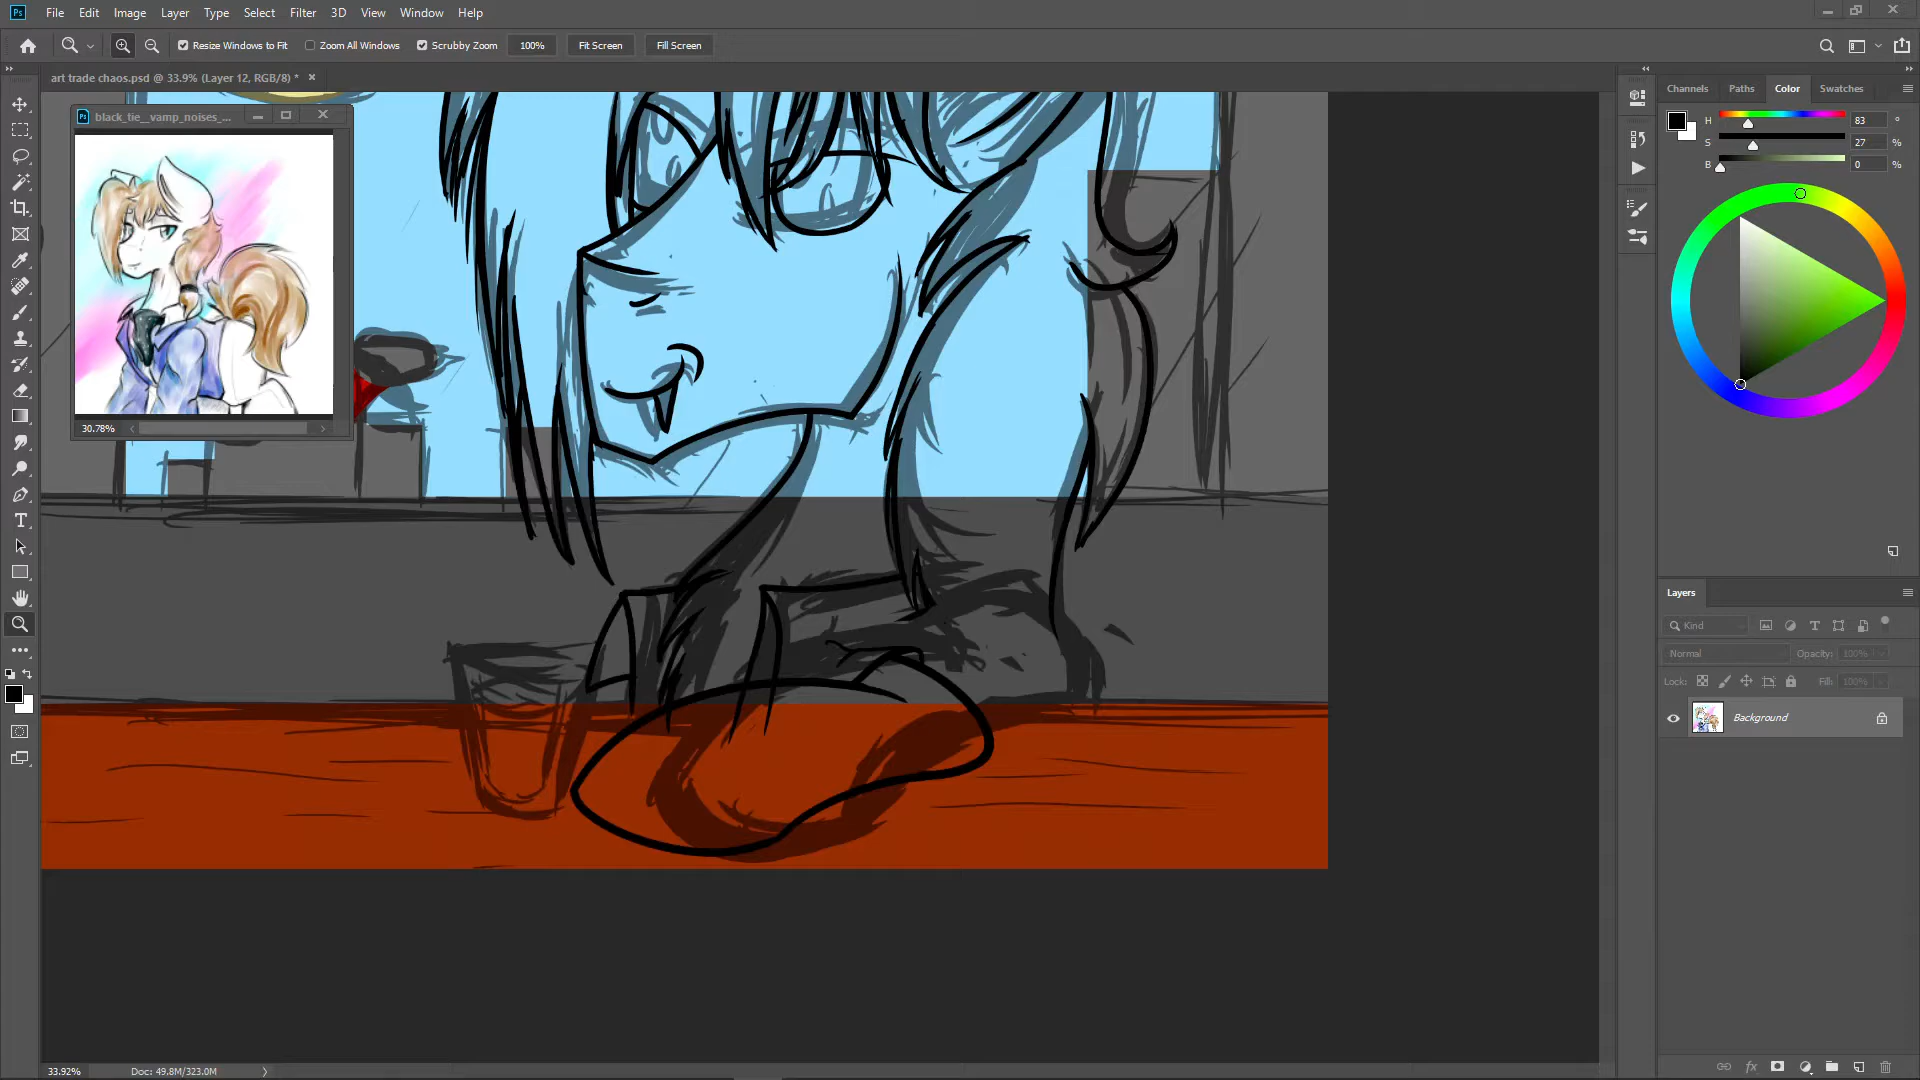 Ps File Edit Image Layer Type Select Filter 3D View Window Help
Resize Windows to Fit Zoom All Windows Scrubby Zoom 100% Fit Screen Fill Screen
art trade chaos.psd @ 33.9% (Layer 12, RGB/8) *
Ps black_tie__vamp_noises_...
30.78%
Channels Paths Color Swatches
H 83 °
S 27 %
B 0 %
Layers
Kind
Normal Opacity: 100%
Lock: Fill: 100%
Background
33.92% Doc: 49.8M/323.0M